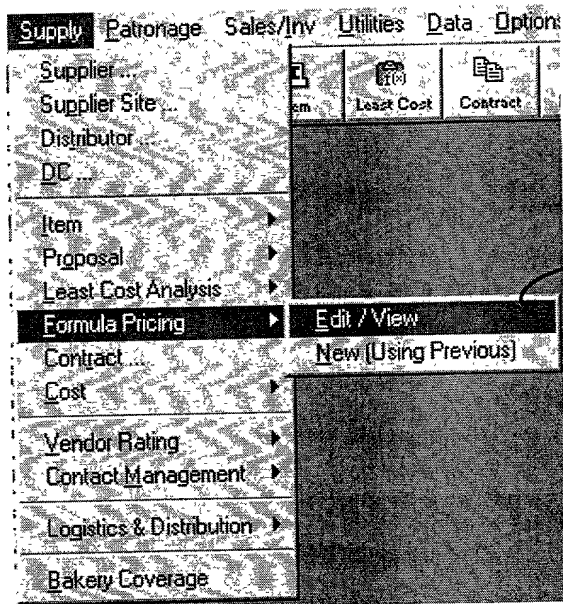 Supply Patronage Sales/Inv Utilities Data Option
Supplier ...
Supplier Site ...
Distributor ...
DC ...
Least Cost
Contract
Item
Proposal
Least Cost Analysis
Formula Pricing
Edit / View
New (Using Previous)
Contract ...
Cost
Vendor Rating
Contact Management
Logistics & Distribution
Bakery Coverage